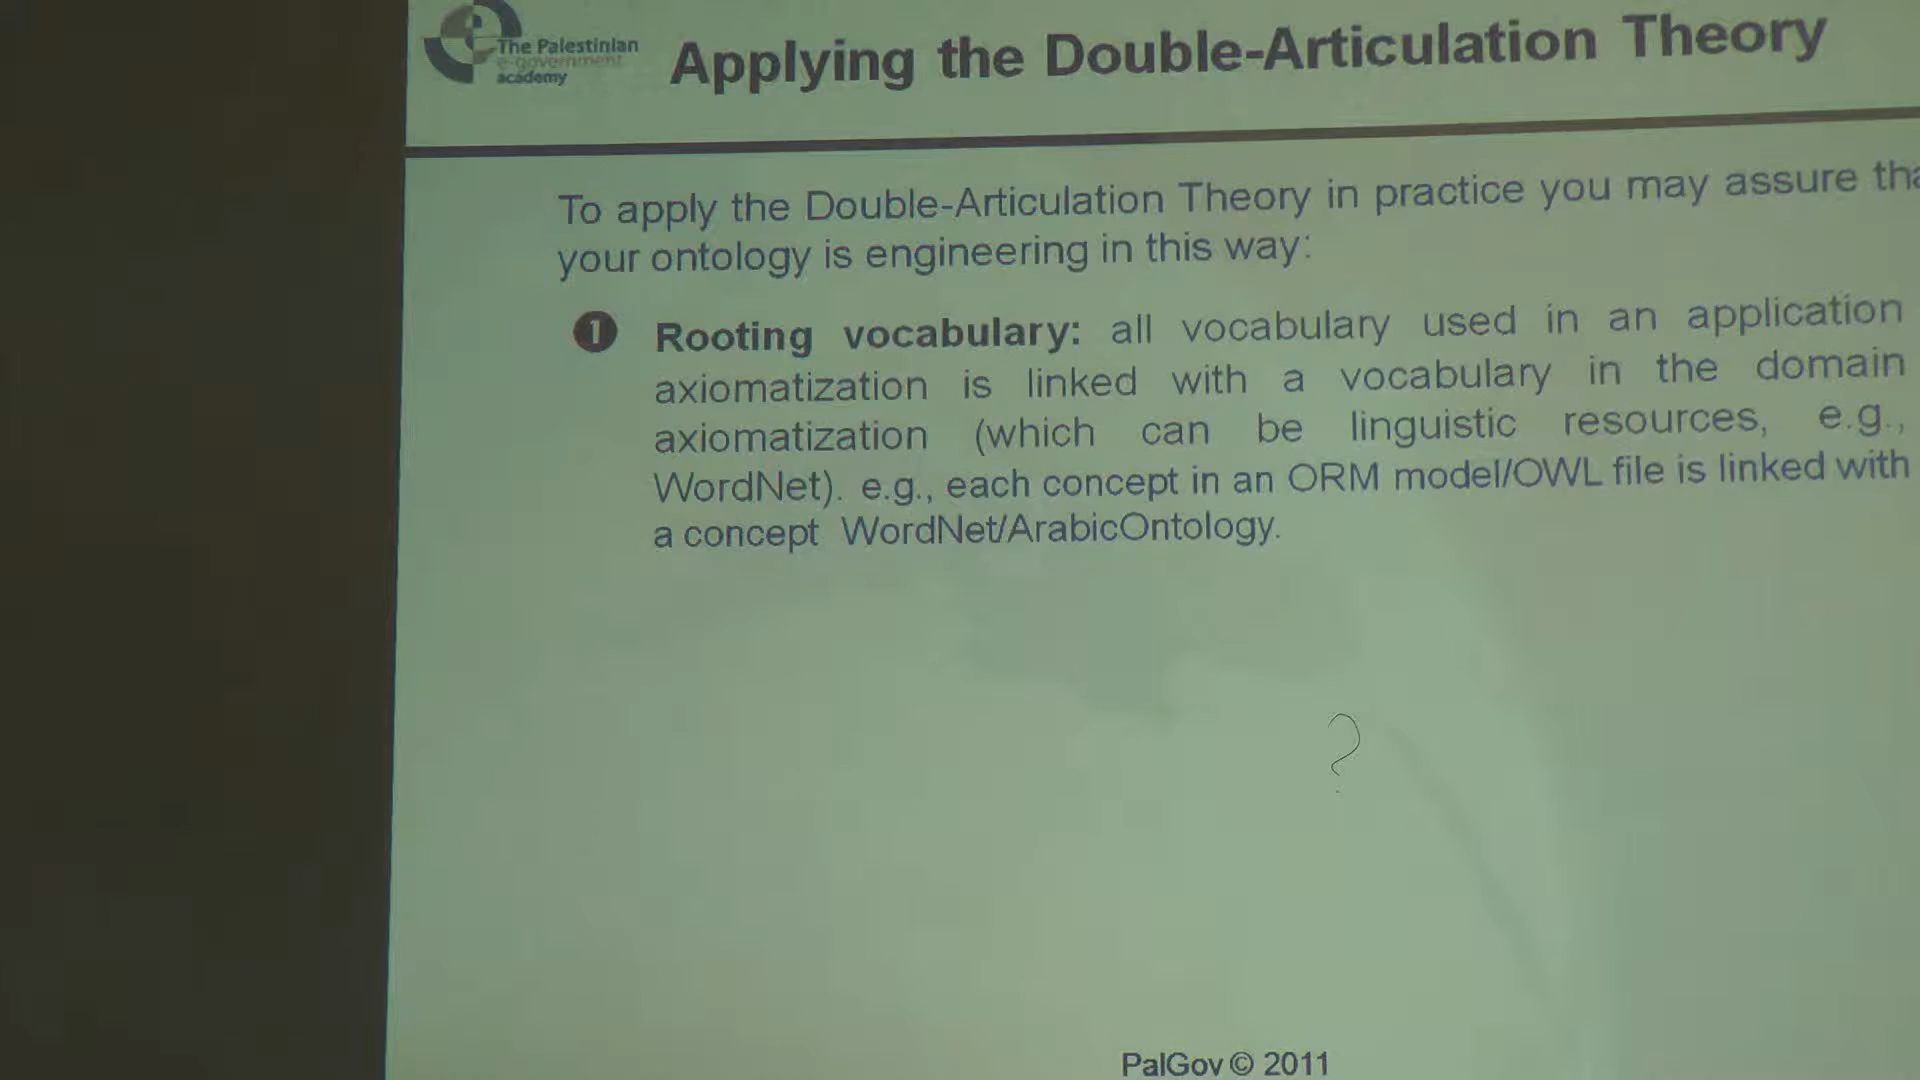 The Palestinian
e-government
academy
Applying the Double-Articulation Theory
To apply the Double-Articulation Theory in practice you may assure tha
your ontology is engineering in this way:
1 Rooting vocabulary: all vocabulary used in an application
axiomatization is linked with a vocabulary in the domain
axiomatization (which can be linguistic resources, e.g.,
WordNet). e.g., each concept in an ORM model/OWL file is linked with
a concept WordNet/ArabicOntology.
?
PalGov © 2011